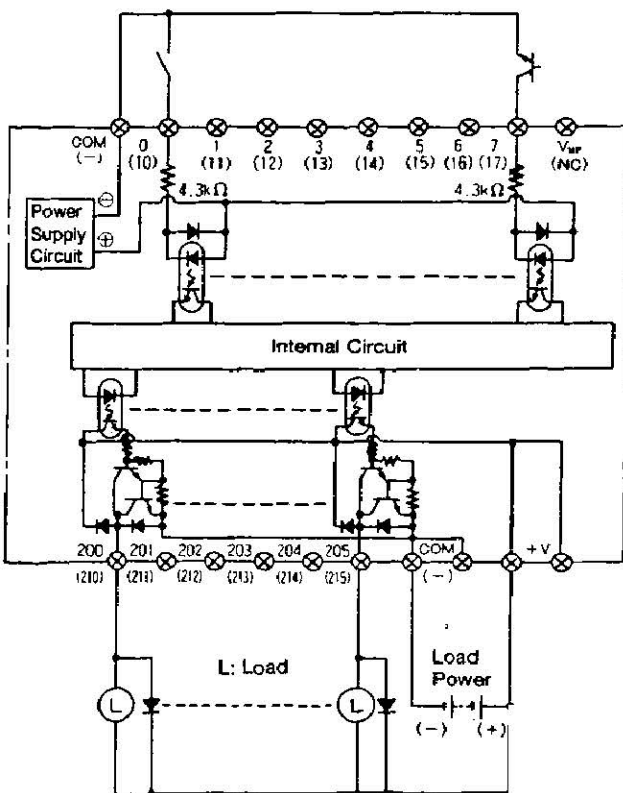 COM 0 1 2 3 4 5 6 7 VMP
(-) (10) (11) (12) (13) (14) (15) (16) (17) (NC)
4.3kΩ 4.3kΩ
⊖
Power
Supply
Circuit
⊕
Internal Circuit
200 201 202 203 204 205 COM +V
(210) (211) (212) (213) (214) (215) (-)
L: Load
Load
Power
L L
(-) (+)